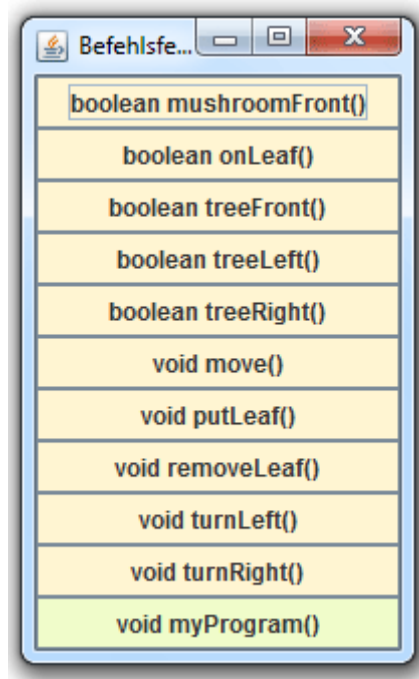 Befehlsfe...
boolean mushroomFront()
boolean onLeaf()
boolean treeFront()
boolean treeLeft()
boolean treeRight()
void move()
void putLeaf()
void removeLeaf()
void turnLeft()
void turnRight()
void myProgram()